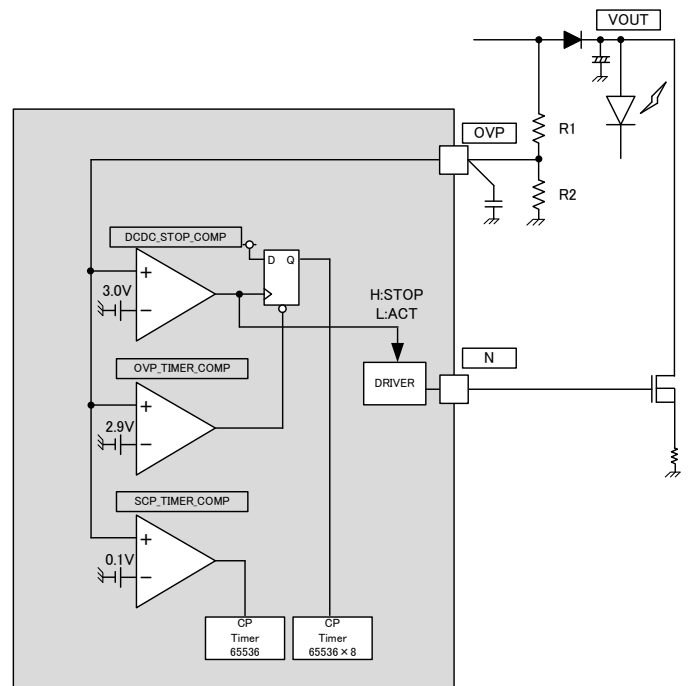 VOUT
OVP
R1
R2
DCDC_STOP_COMP
D Q
+
3.0V
−
H:STOP
L:ACT
OVP_TIMER_COMP
N
DRIVER
+
2.9V
−
SCP_TIMER_COMP
+
0.1V
−
CP
Timer
65536
CP
Timer
65536×8